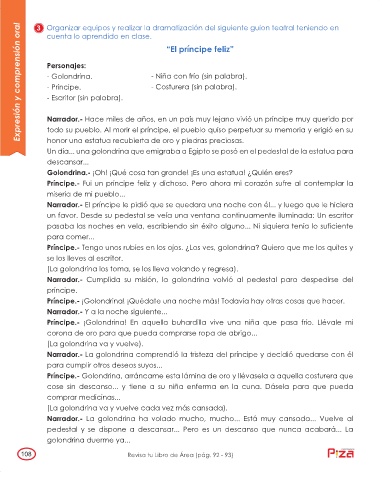 Expresión y comprensión oral
3 Organizar equipos y realizar la dramatización del siguiente guion teatral teniendo en
cuenta lo aprendido en clase.
"El príncipe feliz"
Personajes:
- Golondrina.
- Niña con frío (sin palabra).
- Príncipe.
- Costurera (sin palabra).
- Escritor (sin palabra).
Narrador.- Hace miles de años, en un país muy lejano vivió un príncipe muy querido por
todo su pueblo. Al morir el príncipe, el pueblo quiso perpetuar su memoria y erigió en su
honor una estatua recubierta de oro y piedras preciosas.
Un día... una golondrina que emigraba a Egipto se posó en el pedestal de la estatua para
descansar...
Golondrina.- ¡Oh! ¡Qué cosa tan grande! ¡Es una estatua! ¿Quién eres?
Príncipe.- Fui un príncipe feliz y dichoso. Pero ahora mi corazón sufre al contemplar la
miseria de mi pueblo...
Narrador.- El príncipe le pidió que se quedara una noche con él... y luego que le hiciera
un favor. Desde su pedestal se veía una ventana continuamente iluminada: Un escritor
pasaba las noches en vela, escribiendo sin éxito alguno... Ni siquiera tenía lo suficiente
para comer...
Príncipe.- Tengo unos rubíes en los ojos. ¿Los ves, golondrina? Quiero que me los quites y
se los lleves al escritor.
(La golondrina los toma, se los lleva volando y regresa).
Narrador.- Cumplida su misión, la golondrina volvió al pedestal para despedirse del
príncipe.
Príncipe.- ¡Golondrina! ¡Quédate una noche más! Todavía hay otras cosas que hacer.
Narrador.- Y a la noche siguiente...
Príncipe.- ¡Golondrina! En aquella buhardilla vive una niña que pasa frío. Llévale mi
corona de oro para que pueda comprarse ropa de abrigo...
(La golondrina va y vuelve).
Narrador.- La golondrina comprendió la tristeza del príncipe y decidió quedarse con él
para cumplir otros deseos suyos...
Príncipe.- Golondrina, arráncame esta lámina de oro y llévasela a aquella costurera que
cose sin descanso... y tiene a su niña enferma en la cuna. Dásela para que pueda
comprar medicinas...
(La golondrina va y vuelve cada vez más cansada).
Narrador.- La golondrina ha volado mucho, mucho... Está muy cansada... Vuelve al
pedestal y se dispone a descansar... Pero es un descanso que nunca acabará... La
golondrina duerme ya...
108
Revisa tu Libro de Área (pág. 92 - 93)